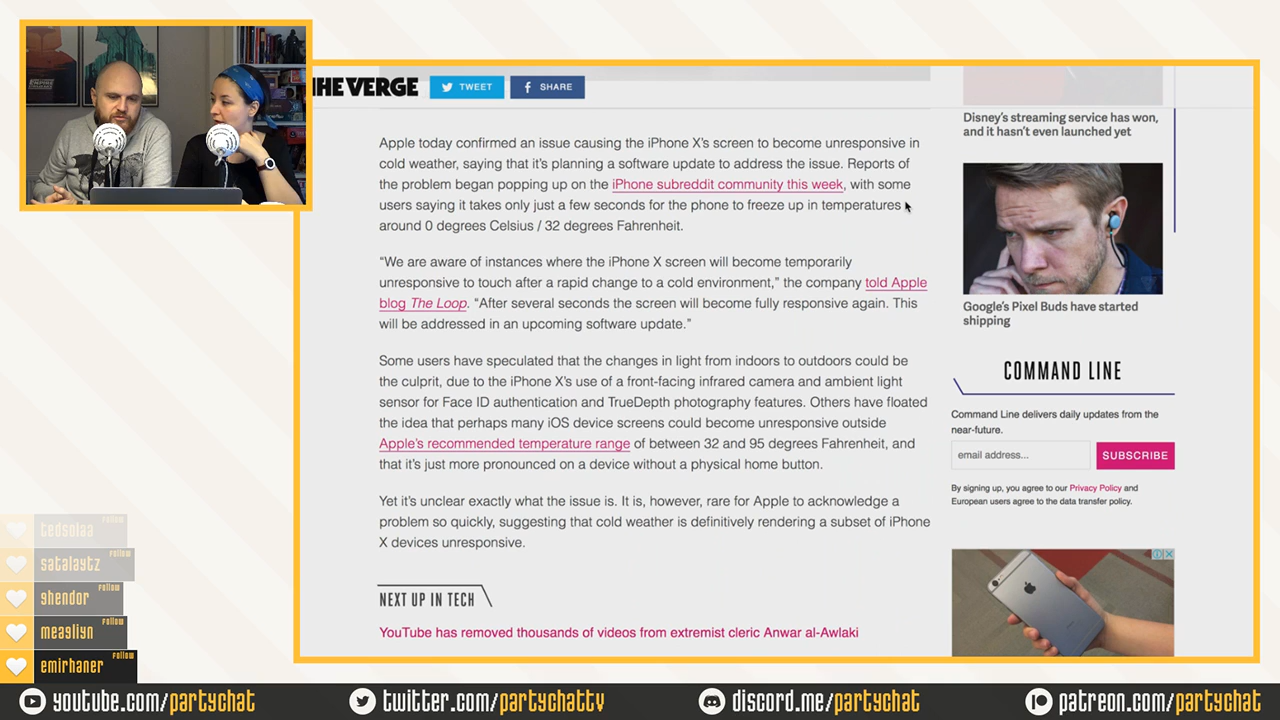 THE VERGE
TWEET
SHARE
Apple today confirmed an issue causing the iPhone X's screen to become unresponsive in
cold weather, saying that it's planning a software update to address the issue. Reports of
the problem began popping up on the iPhone subreddit community this week, with some
users saying it takes only just a few seconds for the phone to freeze up in temperatures
around 0 degrees Celsius / 32 degrees Fahrenheit.
“We are aware of instances where the iPhone X screen will become temporarily
unresponsive to touch after a rapid change to a cold environment,” the company told Apple
blog The Loop. “After several seconds the screen will become fully responsive again. This
will be addressed in an upcoming software update.”
Some users have speculated that the changes in light from indoors to outdoors could be
the culprit, due to the iPhone X's use of a front-facing infrared camera and ambient light
sensor for Face ID authentication and TrueDepth photography features. Others have floated
the idea that perhaps many iOS device screens could become unresponsive outside
Apple's recommended temperature range of between 32 and 95 degrees Fahrenheit, and
that it's just more pronounced on a device without a physical home button.
Yet it's unclear exactly what the issue is. It is, however, rare for Apple to acknowledge a
problem so quickly, suggesting that cold weather is definitively rendering a subset of iPhone
X devices unresponsive.
NEXT UP IN TECH
YouTube has removed thousands of videos from extremist cleric Anwar al-Awlaki
Disney's streaming service has won,
and it hasn't even launched yet
Google's Pixel Buds have started
shipping
COMMAND LINE
Command Line delivers daily updates from the
near-future.
email address...
SUBSCRIBE
By signing up, you agree to our Privacy Policy and
European users agree to the data transfer policy.
Follow
satalaytz Follow
ghendor Follow
measliyn Follow
emirhaner Follow
youtube.com/partychat
twitter.com/partychattv
discord.me/partychat
patreon.com/partychat